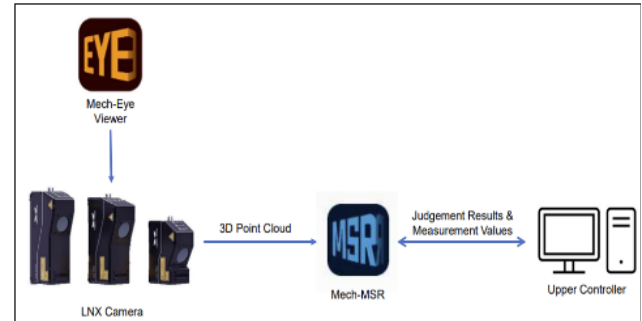 EYE
Mech-Eye
Viewer
3D Point Cloud
MSR
Judgement Results &
Measurement Values
LNX Camera
Mech-MSR
Upper Controller